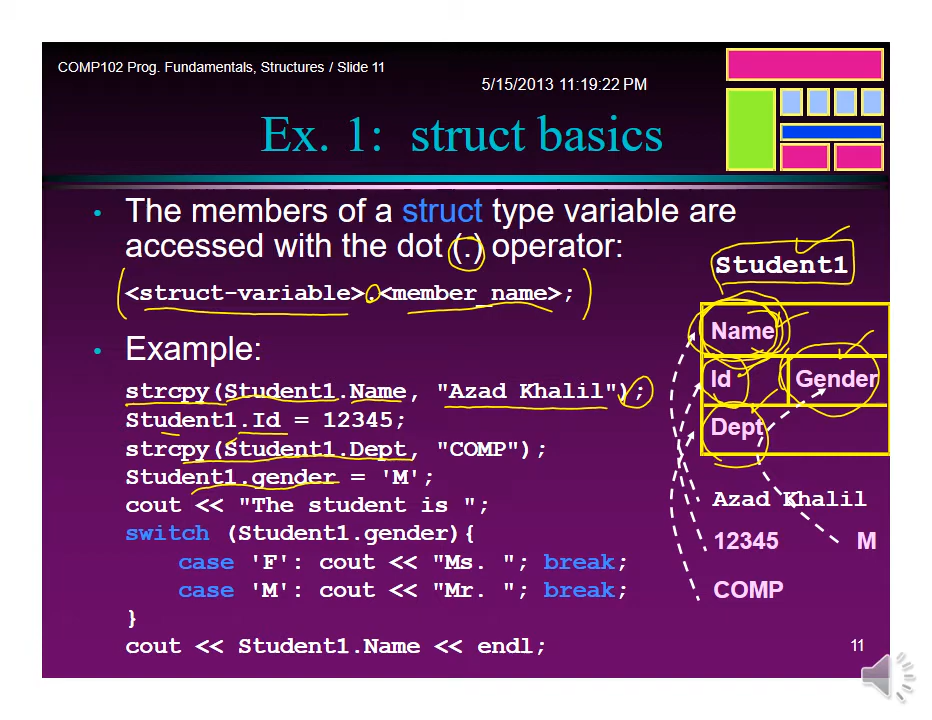 COMP102 Prog. Fundamentals, Structures / Slide 11
5/15/2013 11:19:22 PM
Ex. 1: struct basics
• The members of a struct type variable are
accessed with the dot (.) operator:
<struct-variable>.<member_name>;
• Example:
strcpy(Student1.Name, "Azad Khalil");
Student1.Id = 12345;
strcpy(Student1.Dept, "COMP");
Student1.gender = 'M';
cout << "The student is ";
switch (Student1.gender){
case 'F': cout << "Ms. "; break;
case 'M': cout << "Mr. "; break;
}
cout << Student1.Name << endl;
Student1
Name
Id Gender
Dept
Azad Khalil
12345 M
COMP
11